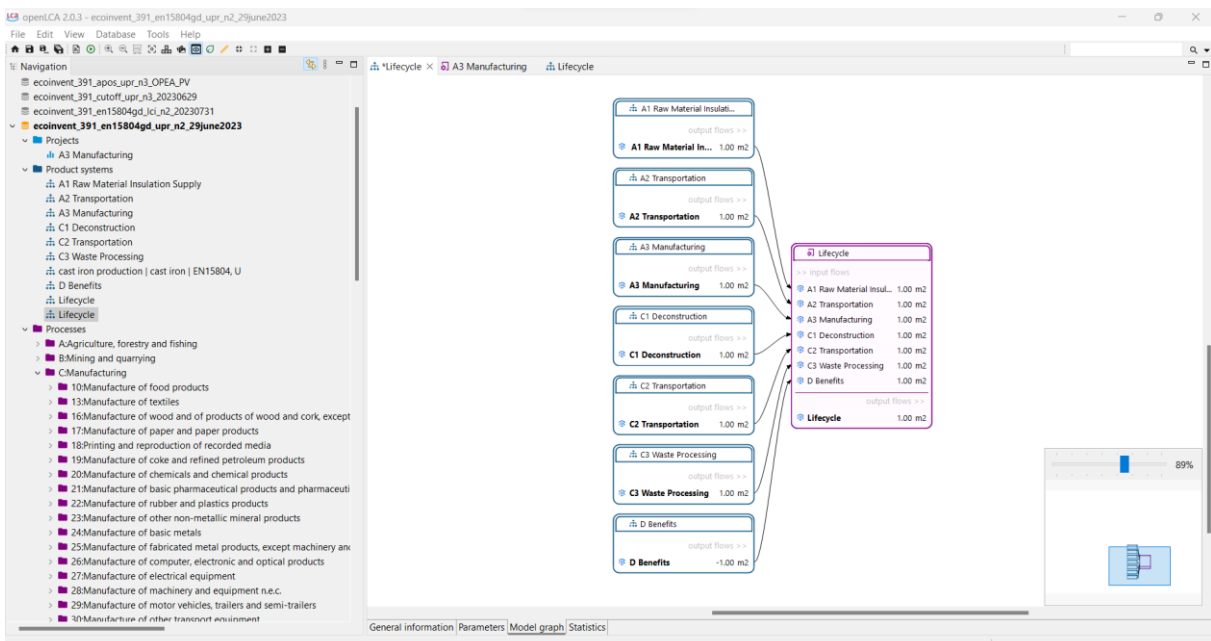 openLCA 2.0.3 - ecoinvent_391_en15804gd_upr_n2_29june2023
File Edit View Database Tools Help
Navigation
ecoinvent_391_apos_upr_n3_OPEA_PV
ecoinvent_391_cutoff_upr_n3_20230629
ecoinvent_391_en15804gd_lci_n2_20230731
ecoinvent_391_en15804gd_upr_n2_29june2023
Projects
A3 Manufacturing
Product systems
A1 Raw Material Insulation Supply
A2 Transportation
A3 Manufacturing
C1 Deconstruction
C2 Transportation
C3 Waste Processing
cast iron production | cast iron | EN15804, U
D Benefits
Lifecycle
Lifecycle
Processes
A:Agriculture, forestry and fishing
B:Mining and quarrying
C:Manufacturing
10:Manufacture of food products
13:Manufacture of textiles
16:Manufacture of wood and of products of wood and cork, except
17:Manufacture of paper and paper products
18:Printing and reproduction of recorded media
19:Manufacture of coke and refined petroleum products
20:Manufacture of chemicals and chemical products
21:Manufacture of basic pharmaceutical products and pharmaceuti
22:Manufacture of rubber and plastics products
23:Manufacture of other non-metallic mineral products
24:Manufacture of basic metals
25:Manufacture of fabricated metal products, except machinery and
26:Manufacture of computer, electronic and optical products
27:Manufacture of electrical equipment
28:Manufacture of machinery and equipment n.e.c.
29:Manufacture of motor vehicles, trailers and semi-trailers
30:Manufacture of other transport equipment
*Lifecycle A3 Manufacturing Lifecycle
A1 Raw Material Insulati...
output flows >>
A1 Raw Material In... 1.00 m2
A2 Transportation
output flows >>
A2 Transportation 1.00 m2
A3 Manufacturing
output flows >>
A3 Manufacturing 1.00 m2
C1 Deconstruction
output flows >>
C1 Deconstruction 1.00 m2
C2 Transportation
output flows >>
C2 Transportation 1.00 m2
C3 Waste Processing
output flows >>
C3 Waste Processing 1.00 m2
D Benefits
output flows >>
D Benefits -1.00 m2
Lifecycle
>> input flows
A1 Raw Material Insul... 1.00 m2
A2 Transportation 1.00 m2
A3 Manufacturing 1.00 m2
C1 Deconstruction 1.00 m2
C2 Transportation 1.00 m2
C3 Waste Processing 1.00 m2
D Benefits 1.00 m2
output flows >>
Lifecycle 1.00 m2
89%
General information Parameters Model graph Statistics